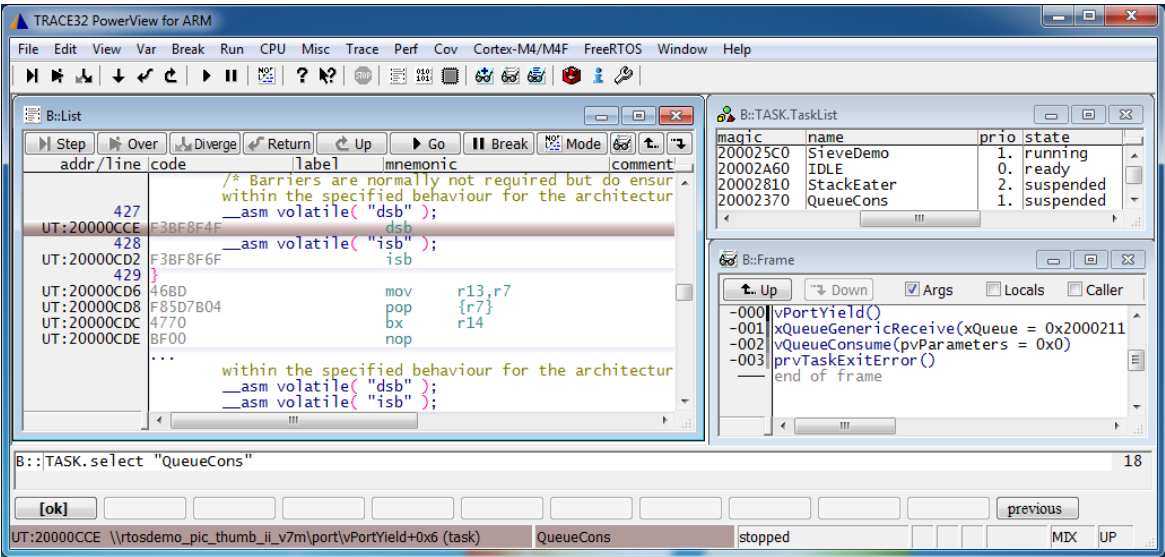 TRACE32 PowerView for ARM
File Edit View Var Break Run CPU Misc Trace Perf Cov Cortex-M4/M4F FreeRTOS Window Help
B::List
Step Over Diverge Return Up Go Break Mode
addr/line code label mnemonic comment
/* Barriers are normally not required but do ensur
within the specified behaviour for the architectur
427 __asm volatile( "dsb" );
UT:20000CCE F3BF8F4F dsb
428 __asm volatile( "isb" );
UT:20000CD2 F3BF8F6F isb
429 }
UT:20000CD6 46BD mov r13,r7
UT:20000CD8 F85D7B04 pop {r7}
UT:20000CDC 4770 bx r14
UT:20000CDE BF00 nop
...
within the specified behaviour for the architectur
__asm volatile( "dsb" );
__asm volatile( "isb" );
B::TASK.TaskList
magic name prio state
200025C0 SieveDemo 1. running
20002A60 IDLE 0. ready
20002810 StackEater 2. suspended
20002370 QueueCons 1. suspended
B::Frame
Up Down Args Locals Caller
-000 vPortYield()
-001 xQueueGenericReceive(xQueue = 0x2000211
-002 vQueueConsume(pvParameters = 0x0)
-003 prvTaskExitError()
end of frame
B::TASK.select "QueueCons" 18
[ok] previous
UT:20000CCE \\rtosdemo_pic_thumb_ii_v7m\port\vPortYield+0x6 (task) QueueCons stopped MIX UP